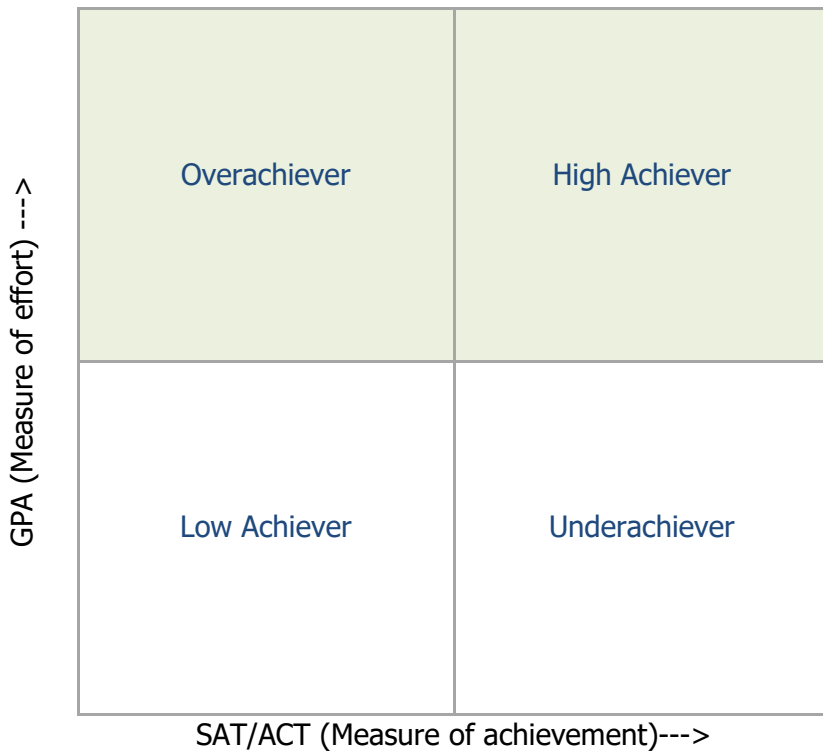 Overachiever
High Achiever
GPA (Measure of effort) --->
Low Achiever
Underachiever
SAT/ACT (Measure of achievement)--->